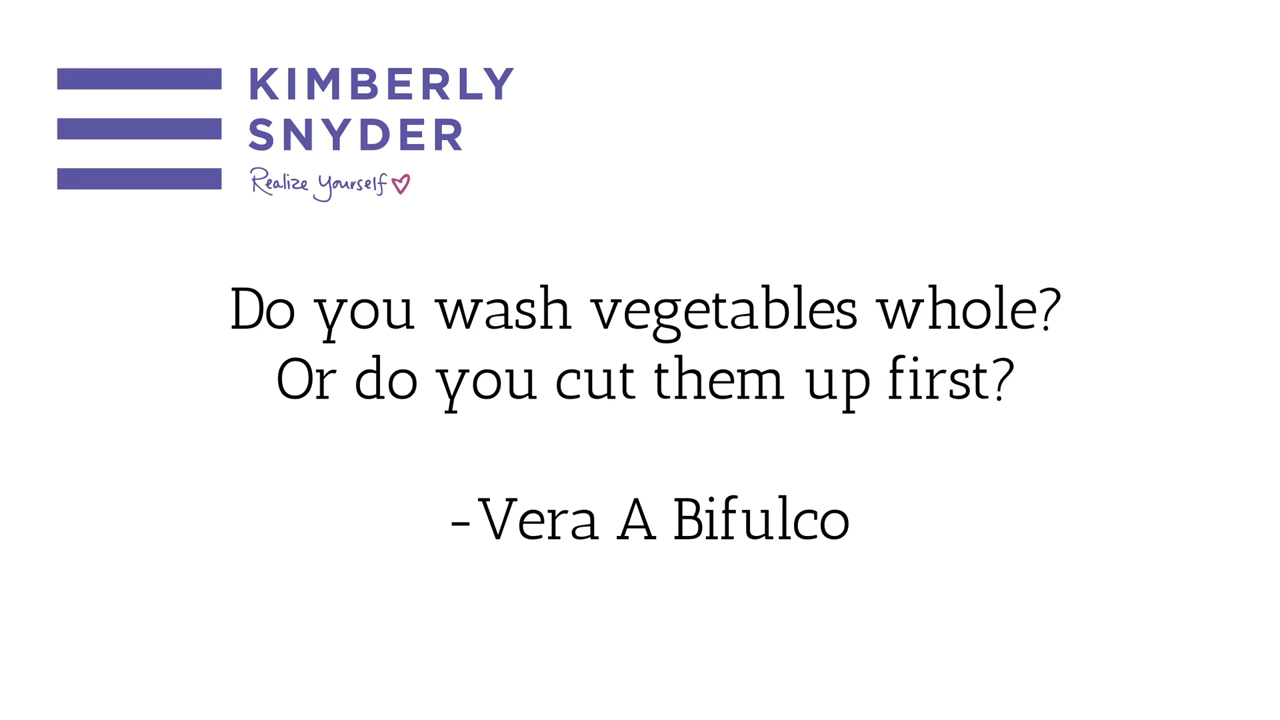 KIMBERLY
SNYDER
Realize Yourself
Do you wash vegetables whole?
Or do you cut them up first?
-Vera A Bifulco